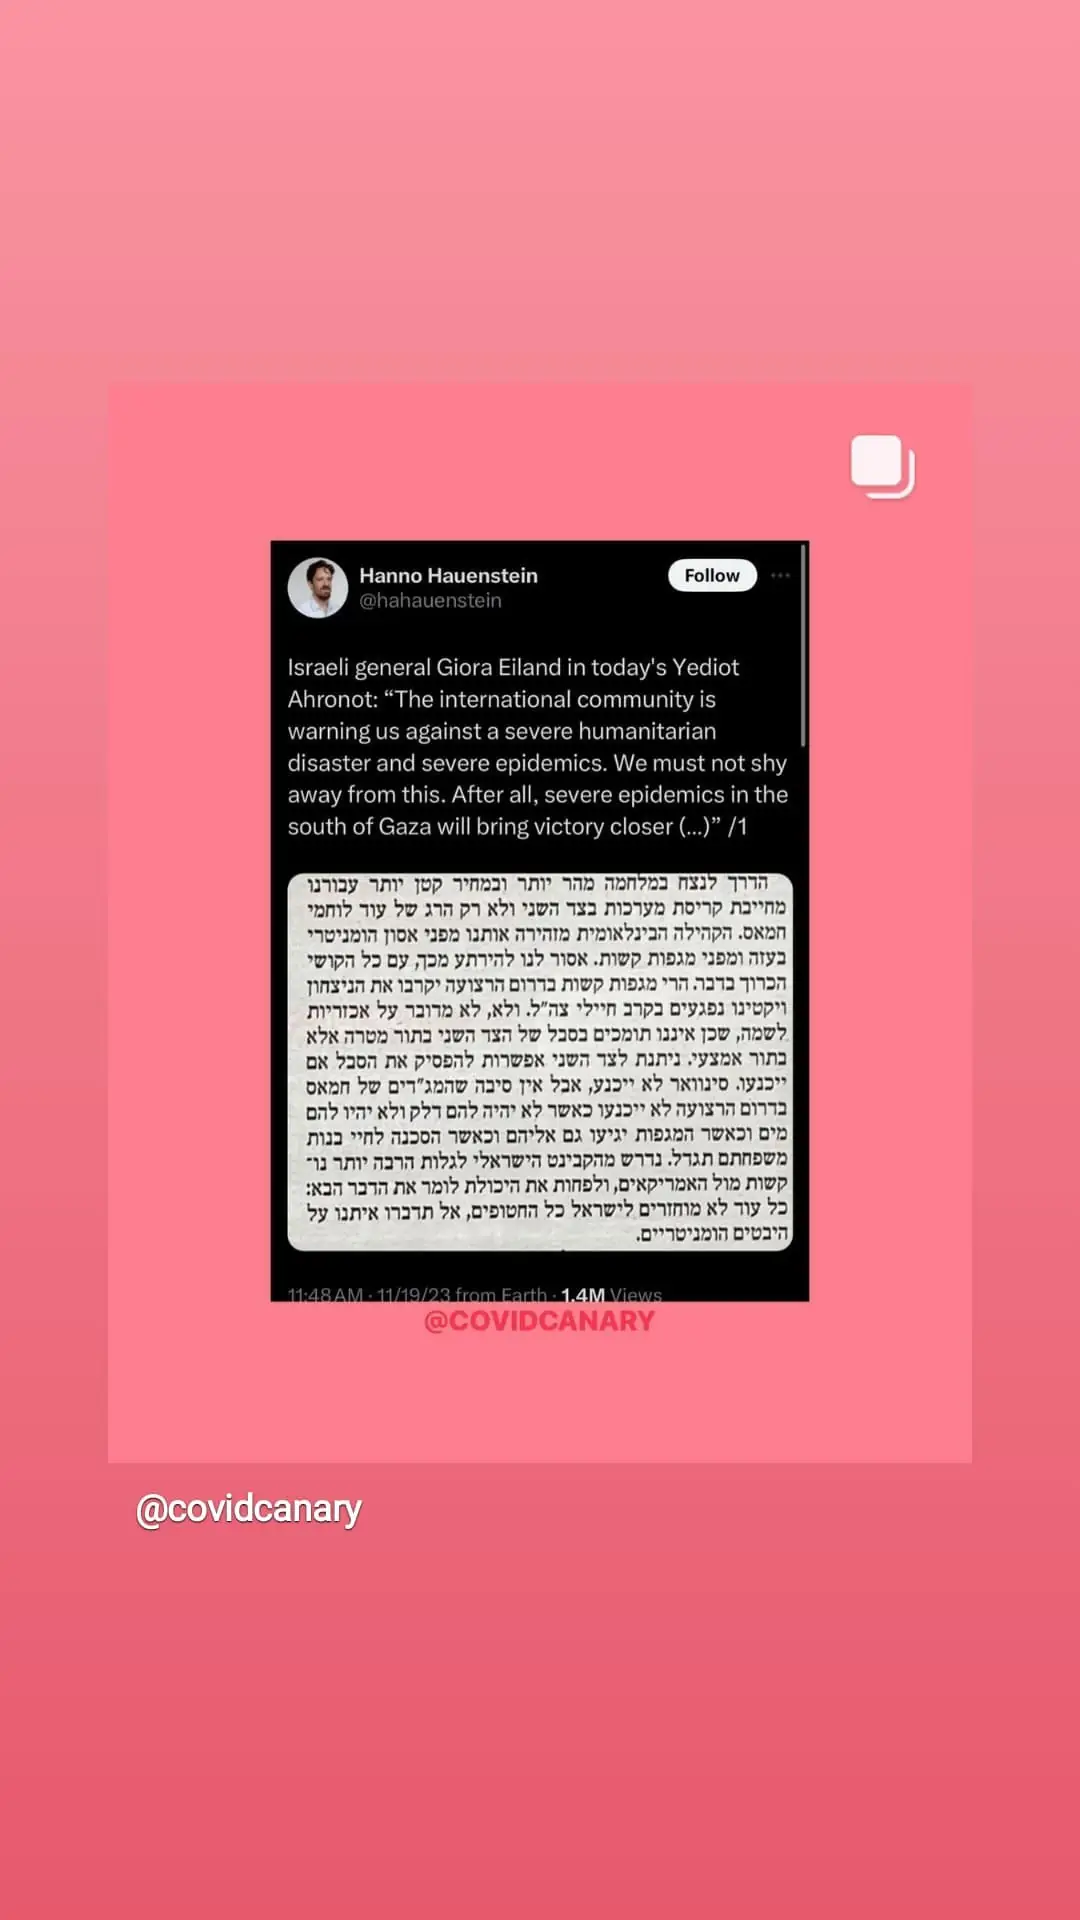 Hanno Hauenstein
@hahauenstein
Follow
Israeli general Giora Eiland in today's Yediot
Ahronot: “The international community is
warning us against a severe humanitarian
disaster and severe epidemics. We must not shy
away from this. After all, severe epidemics in the
south of Gaza will bring victory closer (...)” /1
הדרך לנצח במלחמה מהר יותר ובמחיר קטן יותר עבורנו
מחייבת קריסת מערכות בצד השני ולא רק הרג של עוד לוחמי
חמאס. הקהילה הבינלאומית מזהירה אותנו מפני אסון הומניטרי
בעזה ומפני מגפות קשות. אסור לנו להירתע מכך, עם כל הקושי
הכרוך בדבר. הרי מגפות קשות בדרום הרצועה יקרבו את הניצחון
ויקטינו נפגעים בקרב חיילי צה״ל. ולא, לא מדובר על אכזריות
לשמה, שכן איננו תומכים בסבל של הצד השני בתור מטרה אלא
בתור אמצעי. ניתנת לצד השני אפשרות להפסיק את הסבל אם
ייכנעו. סינוואר לא ייכנע, אבל אין סיבה שהמג״דים של חמאס
בדרום הרצועה לא ייכנעו כאשר לא יהיה להם דלק ולא יהיו להם
מים וכאשר המגפות יגיעו גם אליהם וכאשר הסכנה לחיי בנות
משפחתם תגדל. נדרש מהקבינט הישראלי לגלות הרבה יותר נו־
קשות מול האמריקאים, ולפחות את היכולת לומר את הדבר הבא:
כל עוד לא מוחזרים לישראל כל החטופים, אל תדברו איתנו על
היבטים הומניטריים.
11:48 AM · 11/19/23 from Earth · 1.4M Views
@COVIDCANARY
@covidcanary